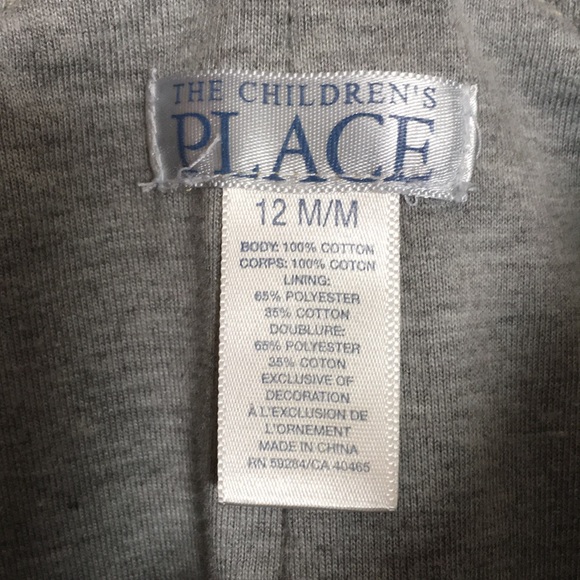 THE CHILDREN'S
PLACE
12 M/M
BODY: 100% COTTON
CORPS: 100% COTON
LINING:
65% POLYESTER
35% COTTON
DOUBLURE:
65% POLYESTER
35% COTON
EXCLUSIVE OF
DECORATION
À L'EXCLUSION DE
L'ORNEMENT
MADE IN CHINA
RN 59284/CA 40465